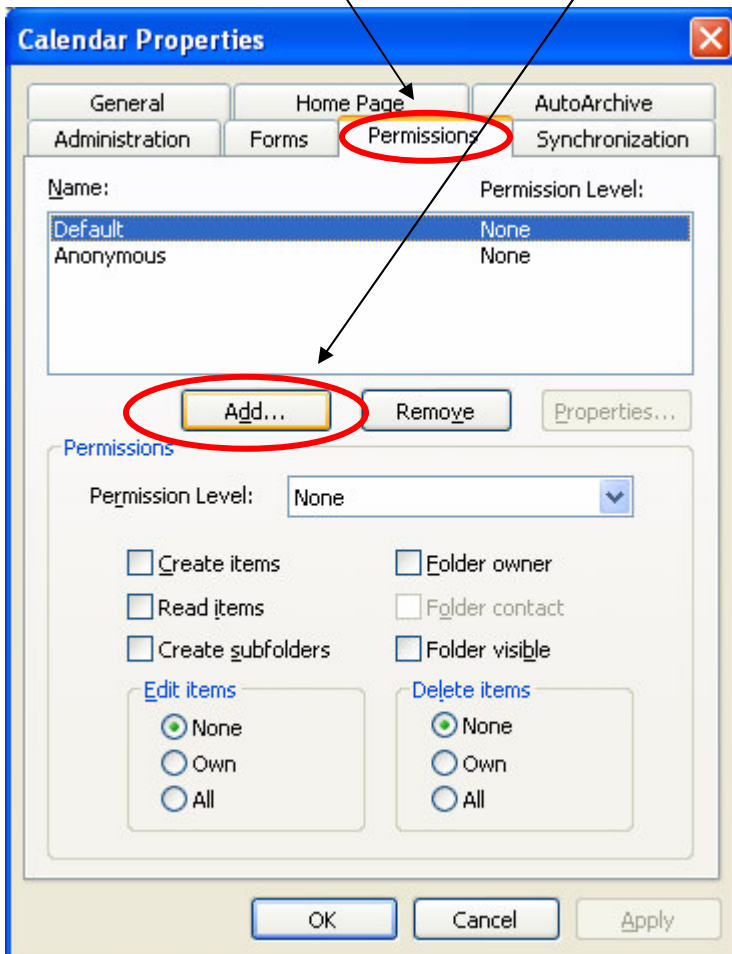 Calendar Properties
General Home Page AutoArchive
Administration Forms Permissions Synchronization
Name: Permission Level:
Default None
Anonymous None
Add... Remove Properties...
Permissions
Permission Level: None
Create items Folder owner
Read items Folder contact
Create subfolders Folder visible
Edit items Delete items
None None
Own Own
All All
OK Cancel Apply